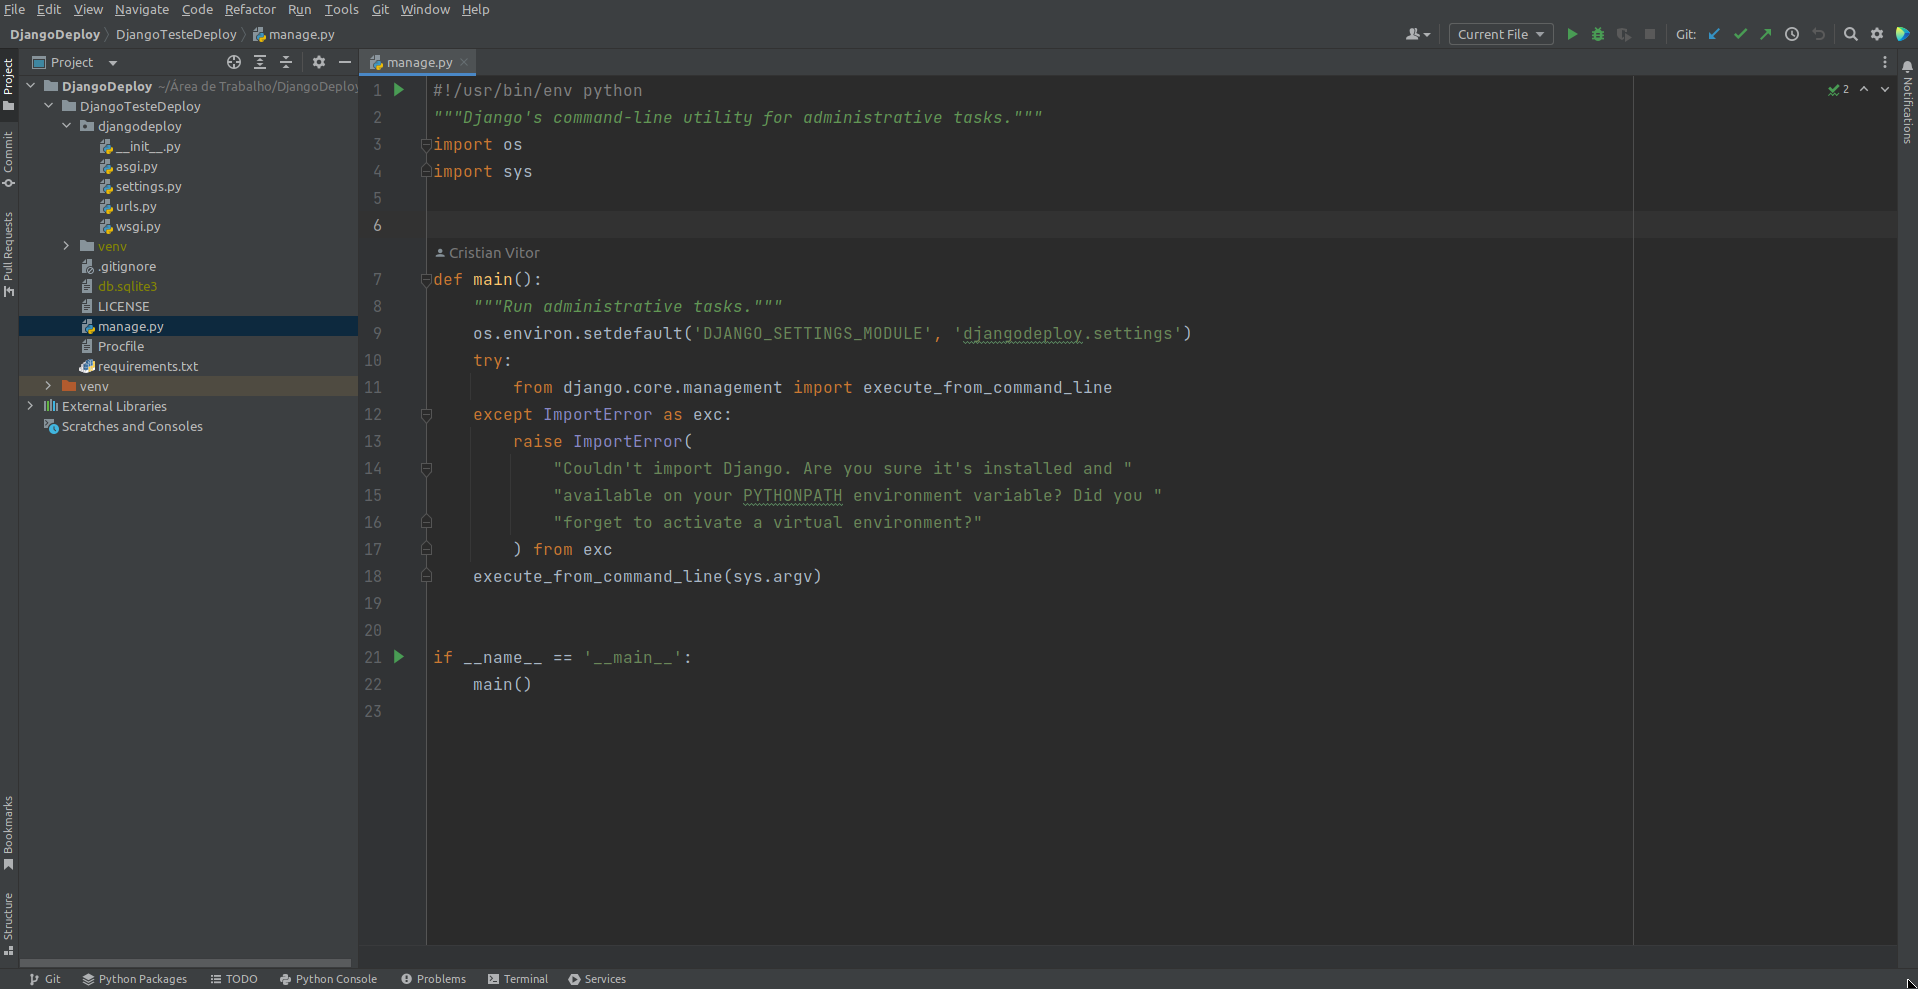 File Edit View Navigate Code Refactor Run Tools Git Window Help
DjangoDeploy DjangoTesteDeploy manage.py
Current File
Git:
Project
Commit
Pull Requests
Bookmarks
Structure
Notifications
Project
DjangoDeploy ~/Área de Trabalho/DjangoDeploy
DjangoTesteDeploy
djangodeploy
__init__.py
asgi.py
settings.py
urls.py
wsgi.py
venv
.gitignore
db.sqlite3
LICENSE
manage.py
Procfile
requirements.txt
venv
External Libraries
Scratches and Consoles
manage.py
2
1 #!/usr/bin/env python
2 """Django's command-line utility for administrative tasks."""
3 import os
4 import sys
5
6
Cristian Vitor
7 def main():
8     """Run administrative tasks."""
9     os.environ.setdefault('DJANGO_SETTINGS_MODULE', 'djangodeploy.settings')
10     try:
11         from django.core.management import execute_from_command_line
12     except ImportError as exc:
13         raise ImportError(
14             "Couldn't import Django. Are you sure it's installed and "
15             "available on your PYTHONPATH environment variable? Did you "
16             "forget to activate a virtual environment?"
17         ) from exc
18     execute_from_command_line(sys.argv)
19
20
21 if __name__ == '__main__':
22     main()
23
Git Python Packages TODO Python Console Problems Terminal Services